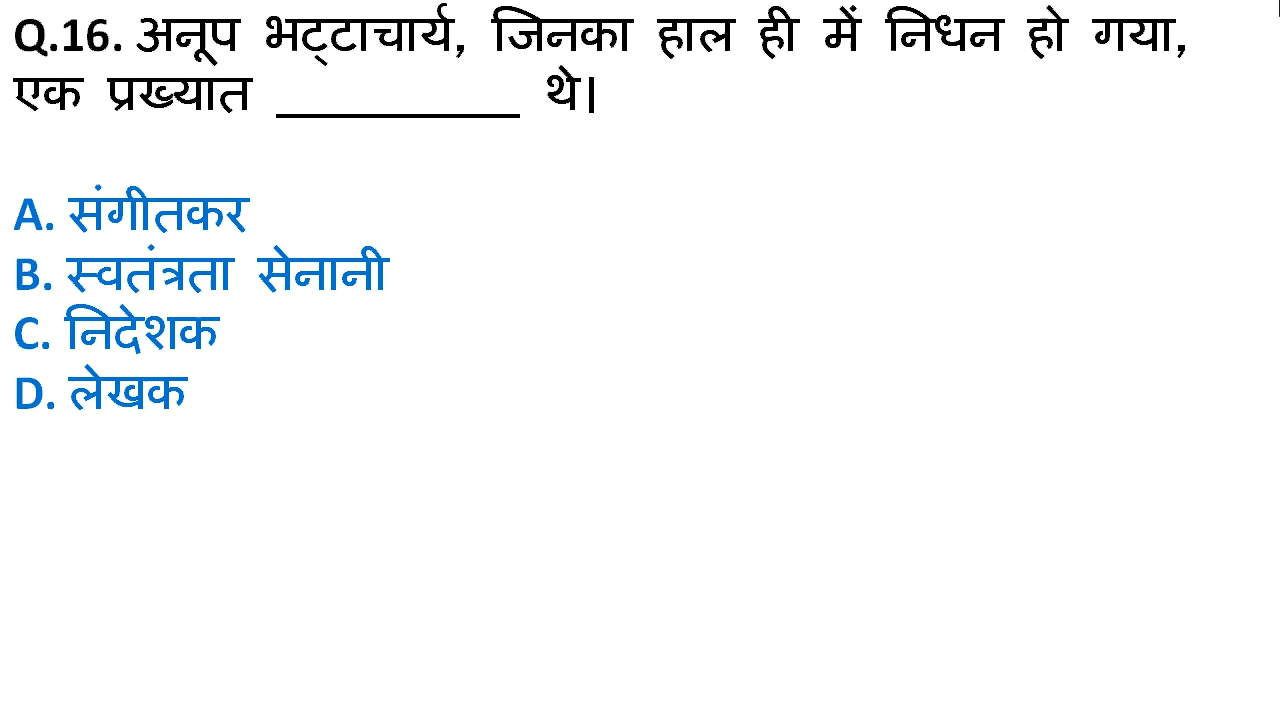 Q.16. अनूप भट्टाचार्य, जिनका हाल ही में निधन हो गया,
एक प्रख्यात __________ थे।
A. संगीतकर
B. स्वतंत्रता सेनानी
C. निदेशक
D. लेखक